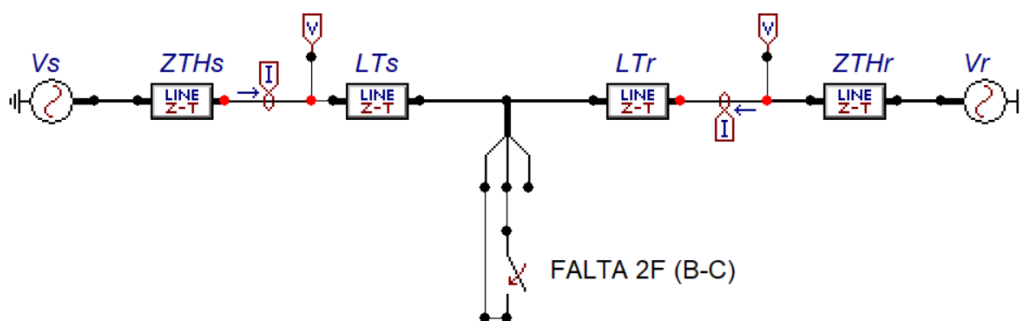 V
V
Vs
ZTHs
I
LTs
LTr
ZTHr
Vr
LINE
Z-T
LINE
Z-T
LINE
Z-T
LINE
Z-T
I
FALTA 2F (B-C)